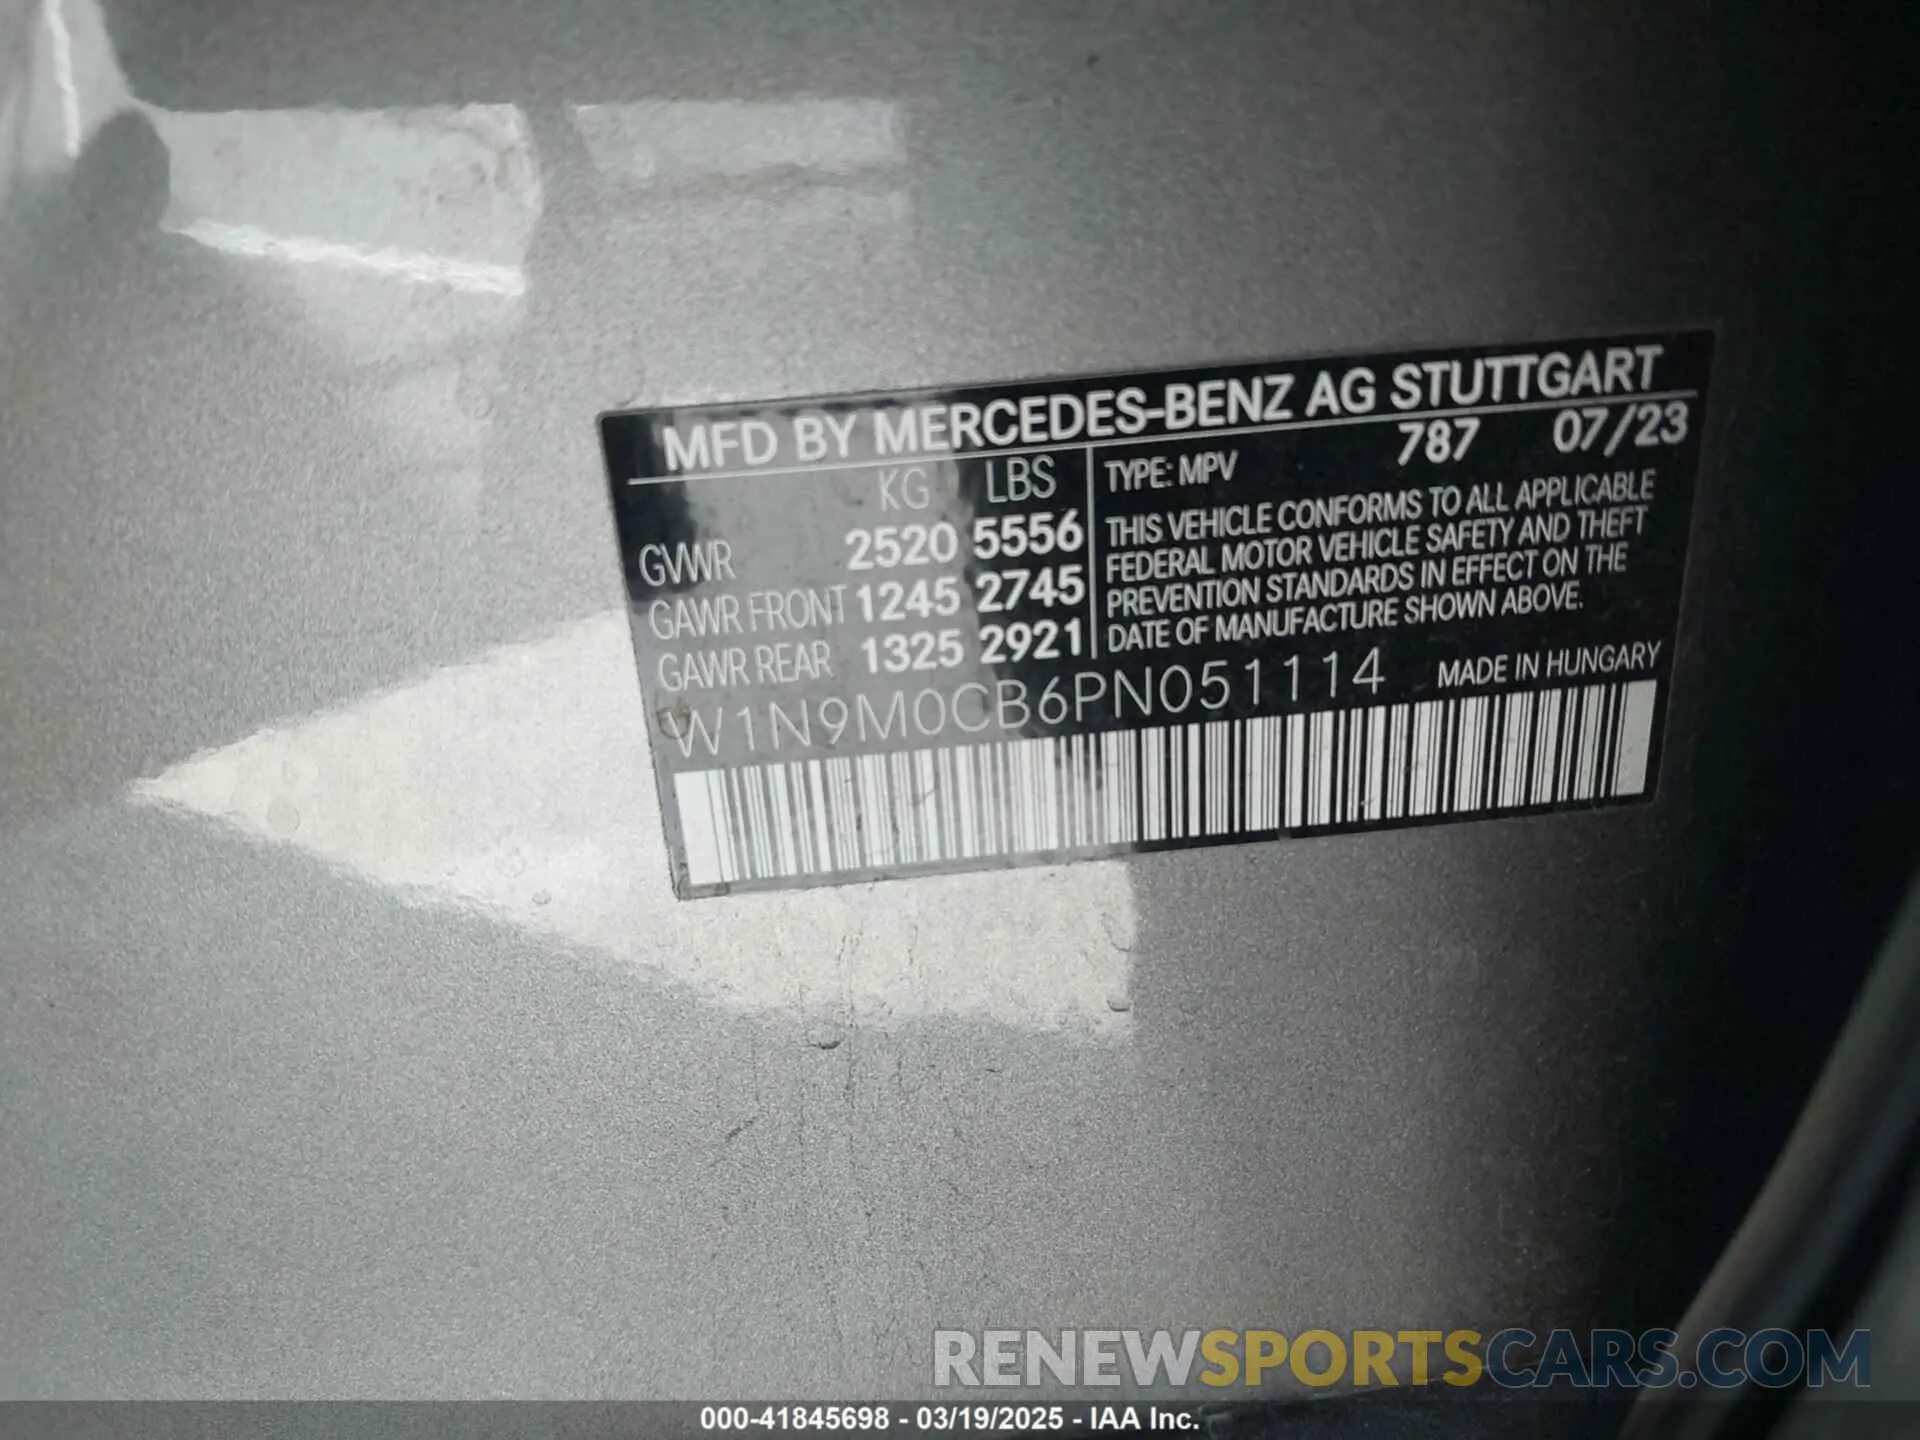 MFD BY MERCEDES-BENZ AG STUTTGART
787 07/23
KG LBS
GVWR 2520 5556
GAWR FRONT 1245 2745
GAWR REAR 1325 2921
TYPE: MPV
THIS VEHICLE CONFORMS TO ALL APPLICABLE
FEDERAL MOTOR VEHICLE SAFETY AND THEFT
PREVENTION STANDARDS IN EFFECT ON THE
DATE OF MANUFACTURE SHOWN ABOVE.
W1N9M0CB6PN051114 MADE IN HUNGARY
RENEWSPORTSCARS.COM
000-41845698 - 03/19/2025 - IAA Inc.